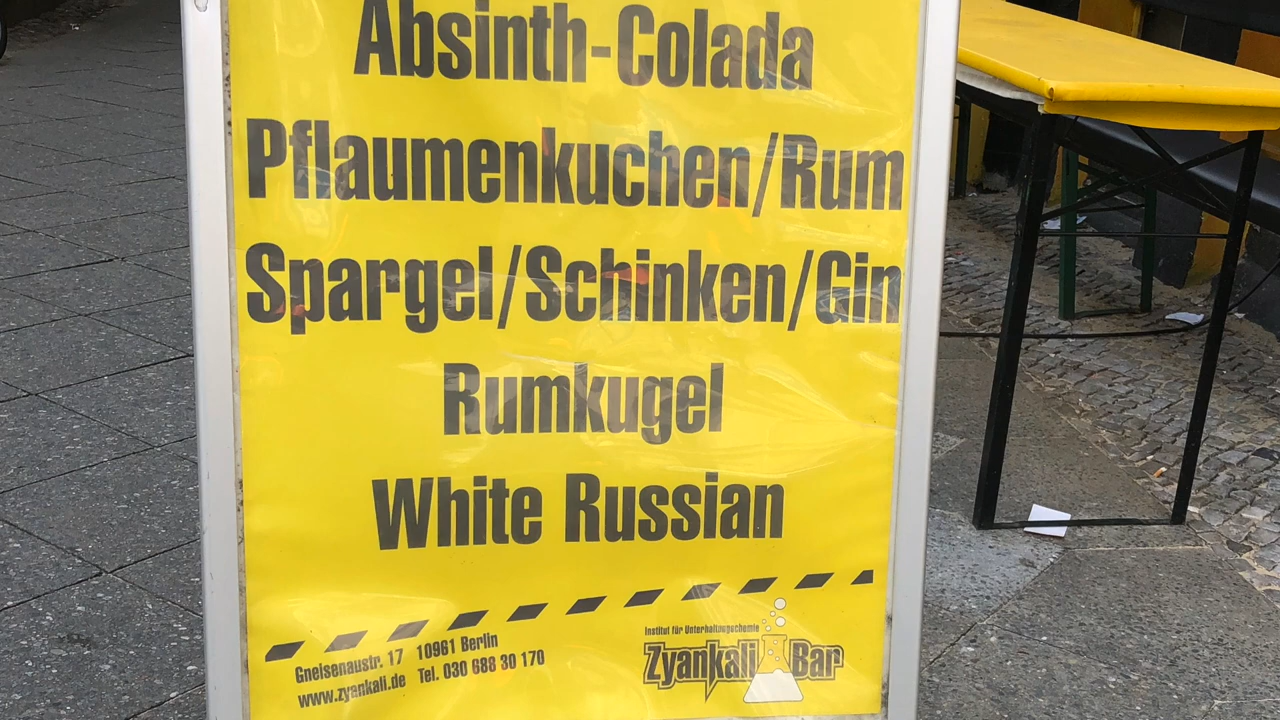 Absinth-Colada
Pflaumenkuchen/Rum
Spargel/Schinken/Gin
Rumkugel
White Russian
Gneisenaustr. 17 10961 Berlin
www.zyankali.de Tel. 030 688 30 170
Institut für Unterhaltungschemie
Zyankali Bar